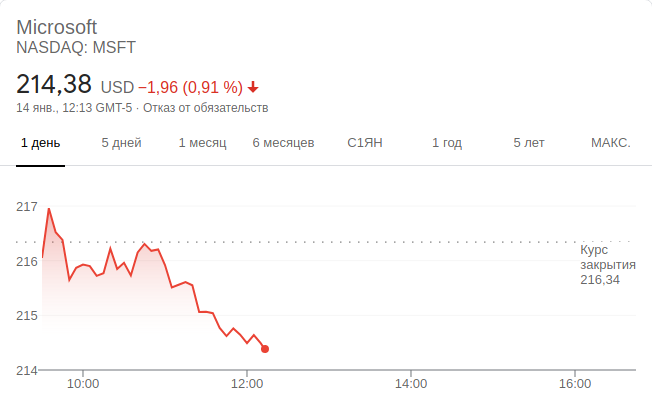 Microsoft
NASDAQ: MSFT
214,38 USD −1,96 (0,91 %)
14 янв., 12:13 GMT-5 · Отказ от обязательств
1 день 5 дней 1 месяц 6 месяцев С1ЯН 1 год 5 лет МАКС.
217
216
215
214
Курс
закрытия
216,34
10:00 12:00 14:00 16:00